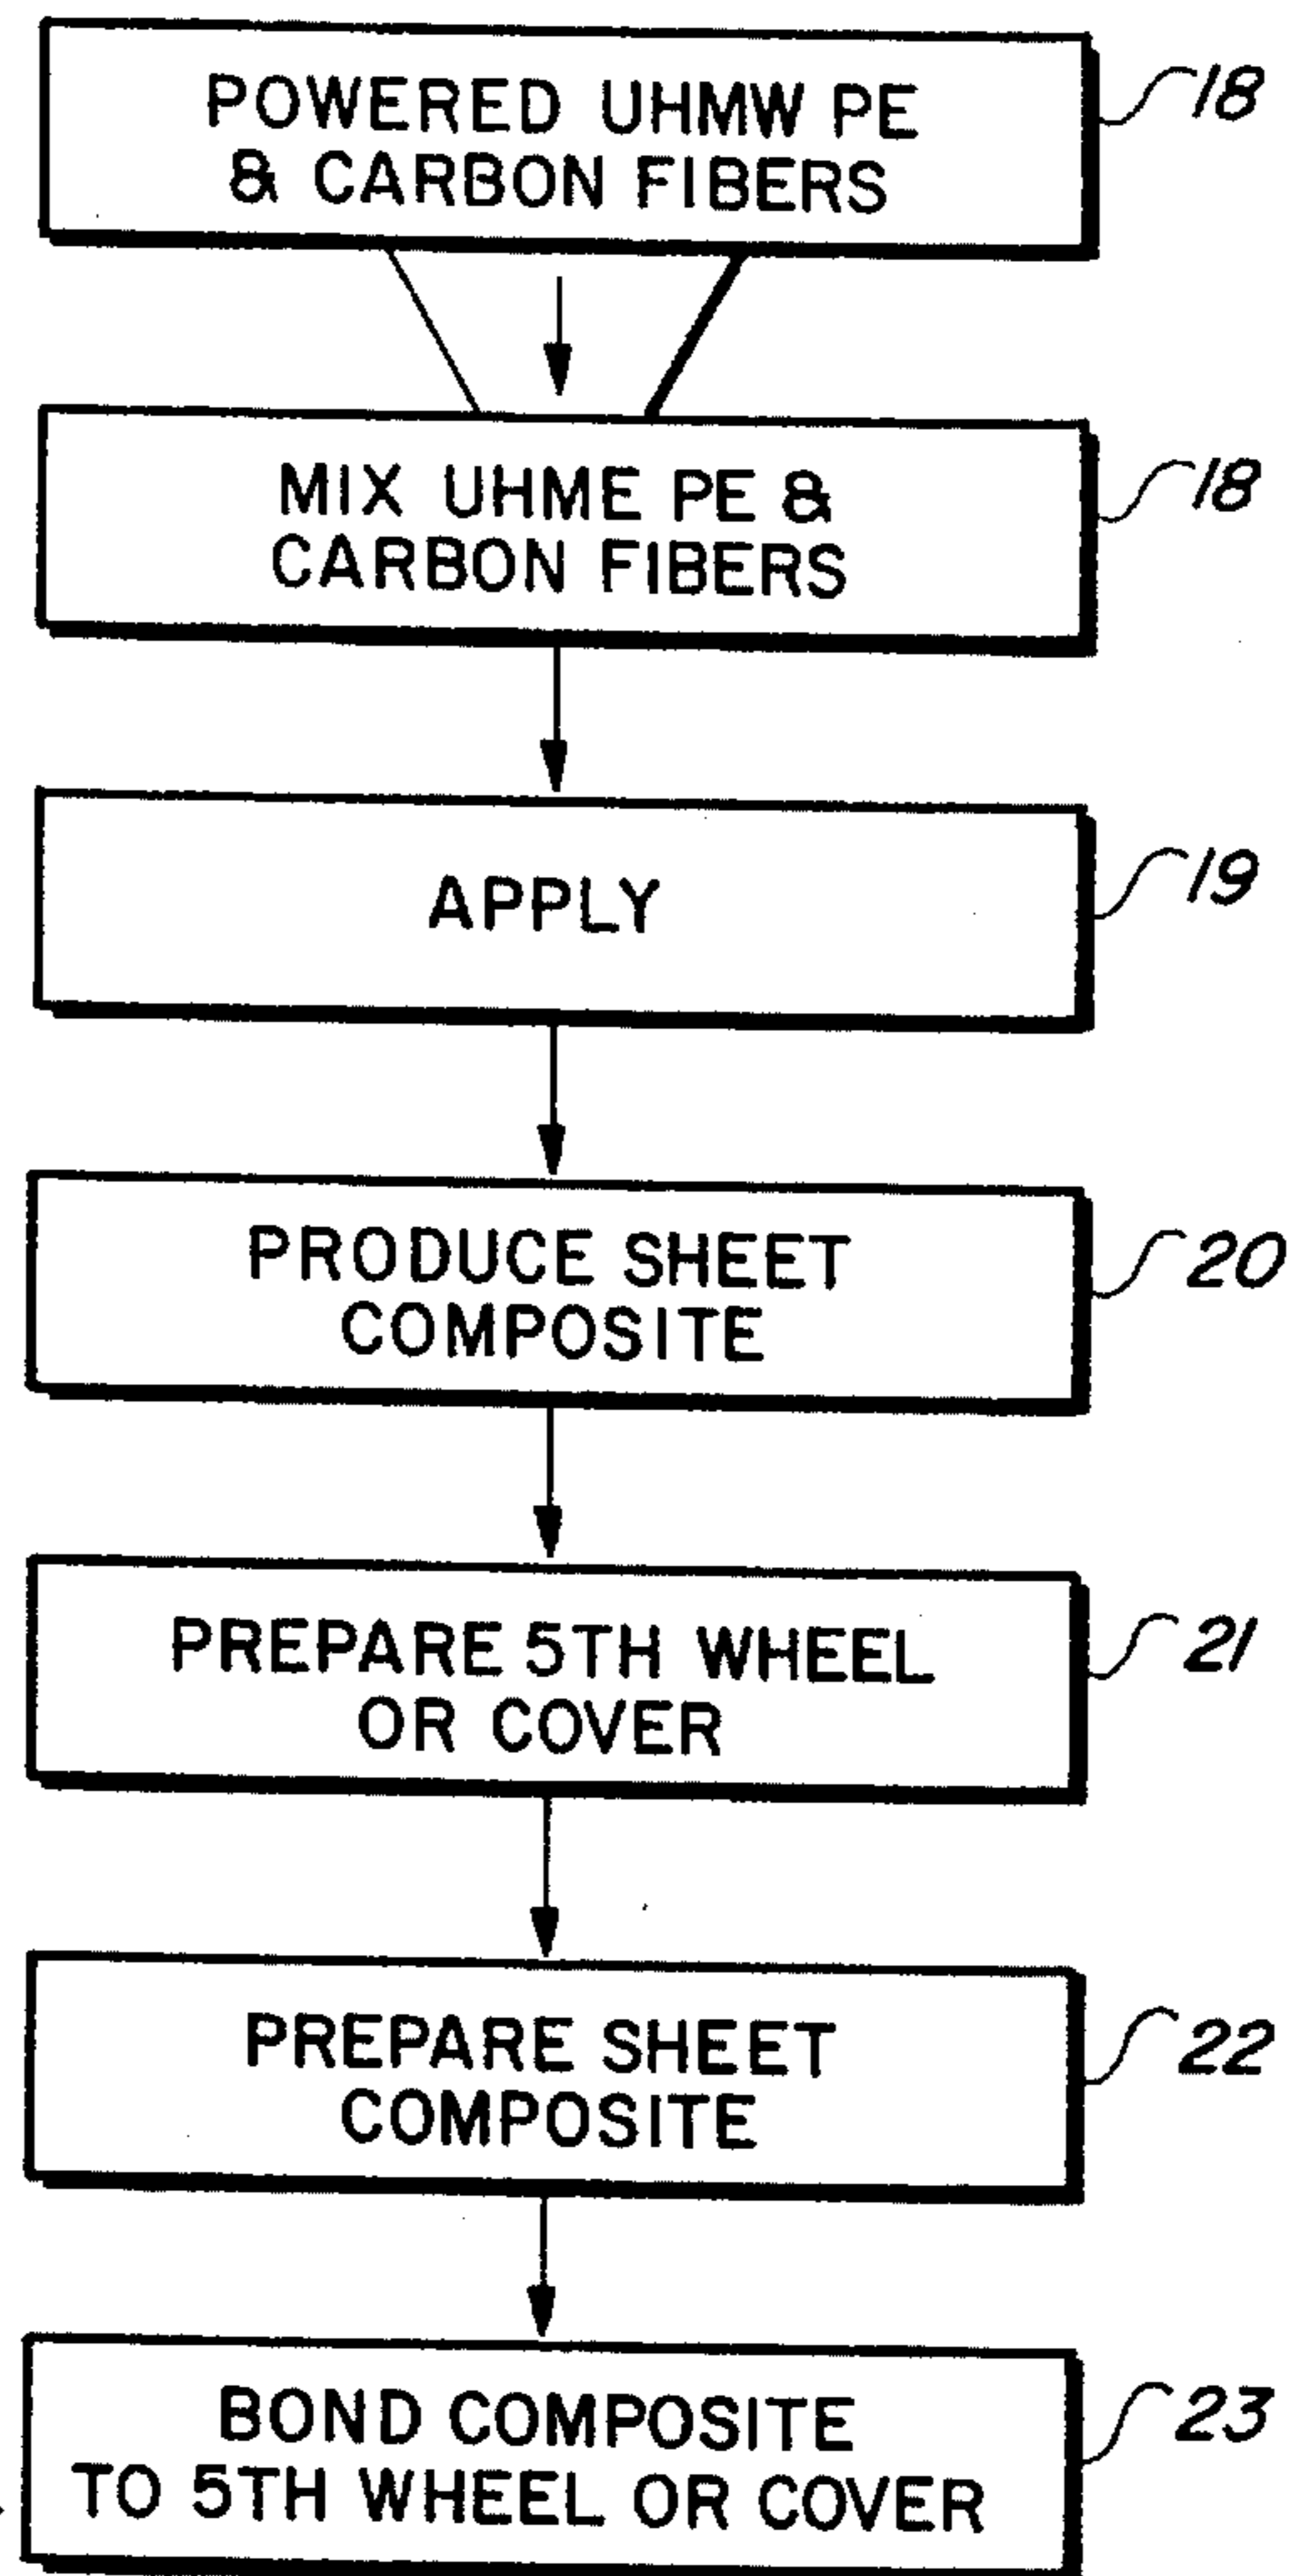 POWERED UHMW PE
& CARBON FIBERS
18
MIX UHME PE &
CARBON FIBERS
18
APPLY
19
PRODUCE SHEET
COMPOSITE
20
PREPARE 5TH WHEEL
OR COVER
21
PREPARE SHEET
COMPOSITE
22
BOND COMPOSITE
TO 5TH WHEEL OR COVER
23